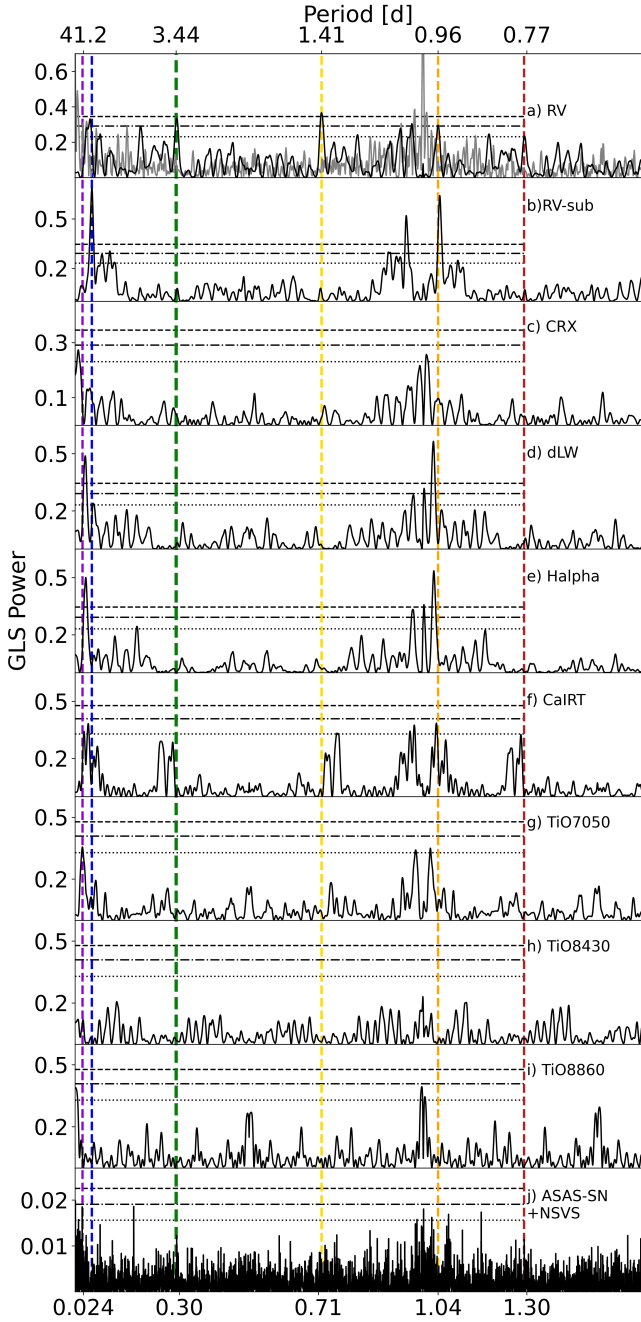 Period [d]
41.2 3.44 1.41 0.96 0.77
0.6
0.4
0.2
a) RV
0.5
0.2
b)RV-sub
0.3
0.1
c) CRX
0.5
0.2
d) dLW
0.5
0.2
e) Halpha
0.5
0.2
f) CaIRT
0.5
0.2
g) TiO7050
0.5
0.2
h) TiO8430
0.5
0.2
i) TiO8860
0.02
0.01
j) ASAS-SN
+NSVS
GLS Power
0.024 0.30 0.71 1.04 1.30